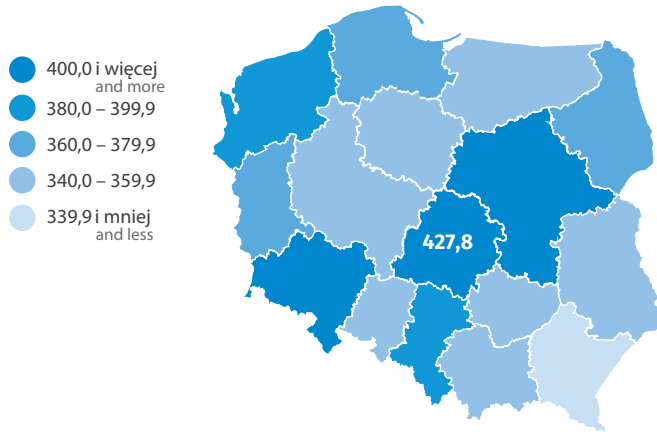 400,0 i więcej
and more
380,0 – 399,9
360,0 – 379,9
340,0 – 359,9
339,9 i mniej
and less
427,8